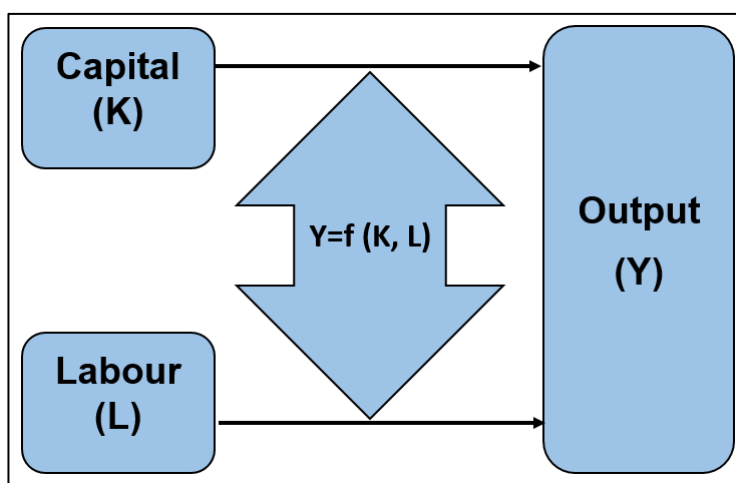 Capital
(K)
Y=f (K, L)
Labour
(L)
Output
(Y)